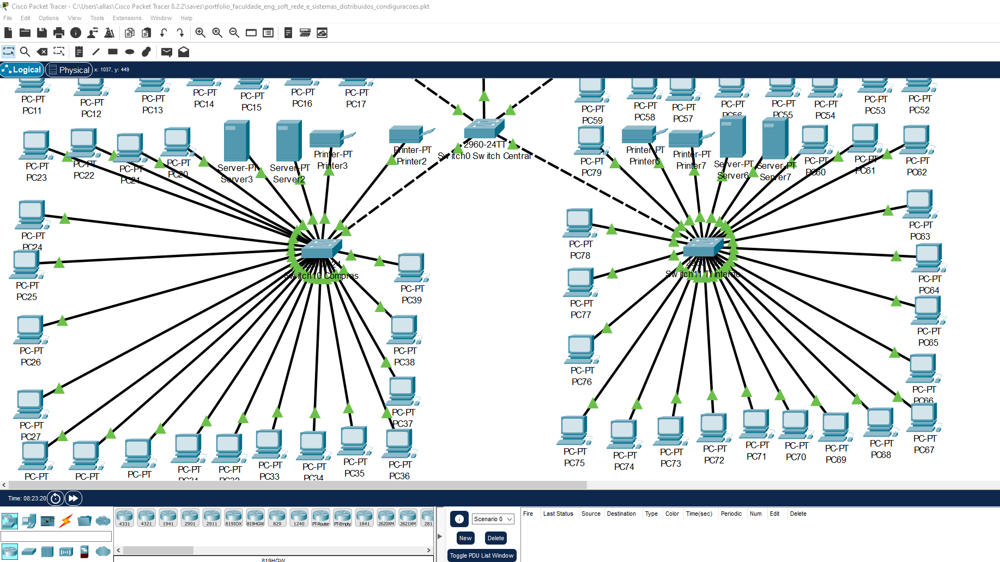 Cisco Packet Tracer - C:\Users\allas\Cisco Packet Tracer 8.2.2\saves\portfolio_faculdade_eng_soft_rede_e_sistemas_distribuidos_condiguracoes.pkt
File Edit Options View Tools Extensions Window Help
Logical Physical x: 1037, y: 449
PC-PT
PC11
PC-PT
PC12
PC-PT
PC13
PC-PT
PC14
PC-PT
PC15
PC-PT
PC16
PC-PT
PC17
PC-PT
PC59
PC-PT
PC58
PC-PT
PC57
PC-PT
PC56
PC-PT
PC55
PC-PT
PC54
PC-PT
PC53
PC-PT
PC52
PC-PT
PC23
PC-PT
PC22
PC-PT
PC21
PC-PT
PC20
Server-PT
Server3
Server-PT
Server2
Printer-PT
Printer3
Printer-PT
Printer2
2960-24TT
Switch0 Switch Central
PC-PT
PC79
Printer-PT
Printer6
Printer-PT
Printer7
Server-PT
Server6
Server-PT
Server7
PC-PT
PC60
PC-PT
PC61
PC-PT
PC62
PC-PT
PC24
PC-PT
PC25
PC-PT
PC26
PC-PT
PC27
Switch10 Compras
PC-PT
PC39
PC-PT
PC38
PC-PT
PC37
PC-PT
PC36
PC-PT
PC78
PC-PT
PC77
PC-PT
PC76
Switch11 TI Interno
PC-PT
PC63
PC-PT
PC64
PC-PT
PC65
PC-PT
PC66
PC-PT
PC67
PC-PT
PC-PT
PC-PT
PC-PT
PC31
PC-PT
PC32
PC-PT
PC33
PC-PT
PC34
PC-PT
PC35
PC-PT
PC75
PC-PT
PC74
PC-PT
PC73
PC-PT
PC72
PC-PT
PC71
PC-PT
PC70
PC-PT
PC69
PC-PT
PC68
Time: 08:23:20
4331 4321 1941 2901 2911 819IOX 819HGW 829 1240 PT-Router PT-Empty 1841 2620XM 2621XM 281
819HGW
Scenario 0
New Delete
Toggle PDU List Window
Fire Last Status Source Destination Type Color Time(sec) Periodic Num Edit Delete